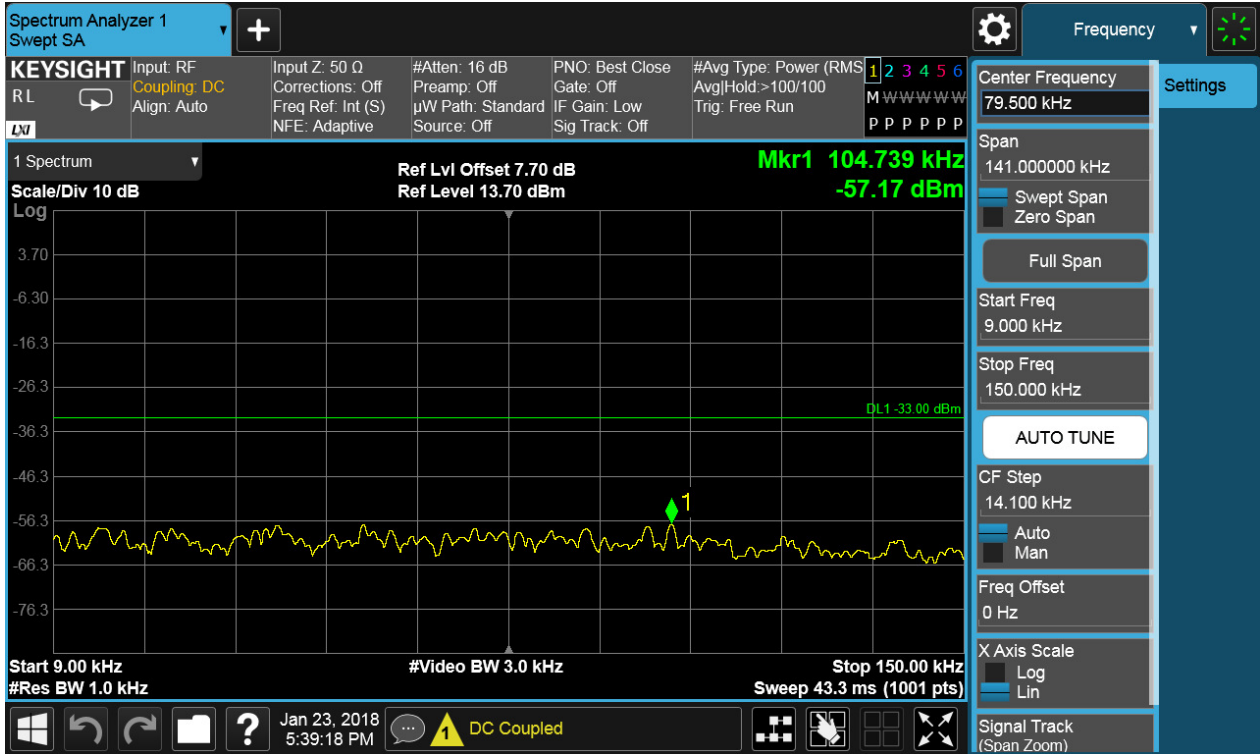 Spectrum Analyzer 1
Swept SA
+
Frequency
KEYSIGHT
RL
LXI
Input: RF
Coupling: DC
Align: Auto
Input Z: 50 Ω
Corrections: Off
Freq Ref: Int (S)
NFE: Adaptive
#Atten: 16 dB
Preamp: Off
µW Path: Standard
Source: Off
PNO: Best Close
Gate: Off
IF Gain: Low
Sig Track: Off
#Avg Type: Power (RMS
Avg|Hold:>100/100
Trig: Free Run
1 2 3 4 5 6
M W W W W W
P P P P P P
1 Spectrum
Scale/Div 10 dB
Log
Ref Lvl Offset 7.70 dB
Ref Level 13.70 dBm
Mkr1 104.739 kHz
-57.17 dBm
3.70
-6.30
-16.3
-26.3
DL1 -33.00 dBm
-36.3
-46.3
1
-56.3
-66.3
-76.3
Start 9.00 kHz
#Res BW 1.0 kHz
#Video BW 3.0 kHz
Stop 150.00 kHz
Sweep 43.3 ms (1001 pts)
Center Frequency
79.500 kHz
Span
141.000000 kHz
Swept Span
Zero Span
Full Span
Start Freq
9.000 kHz
Stop Freq
150.000 kHz
AUTO TUNE
CF Step
14.100 kHz
Auto
Man
Freq Offset
0 Hz
X Axis Scale
Log
Lin
Signal Track
(Span Zoom)
Settings
?
Jan 23, 2018
5:39:18 PM
1
DC Coupled